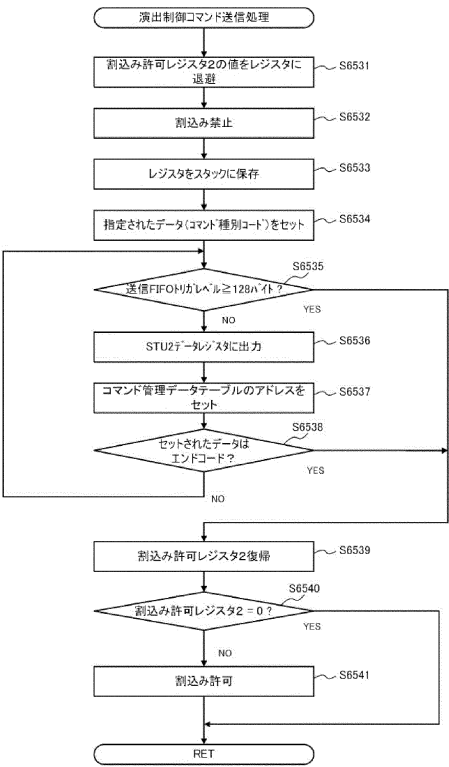 演出制御コマンド送信処理
割込み許可レジスタ2の値をレジスタに
退避
S6531
割込み禁止
S6532
レジスタをスタックに保存
S6533
指定されたデータ(コマンド種別コード)をセット
S6534
送信FIFOトリガレベル≧128バイト?
S6535
YES
NO
STU2データレジスタに出力
S6536
コマンド管理データテーブルのアドレスを
セット
S6537
セットされたデータは
エンドコード?
S6538
YES
NO
割込み許可レジスタ2復帰
S6539
割込み許可レジスタ2=0?
S6540
YES
NO
割込み許可
S6541
RET